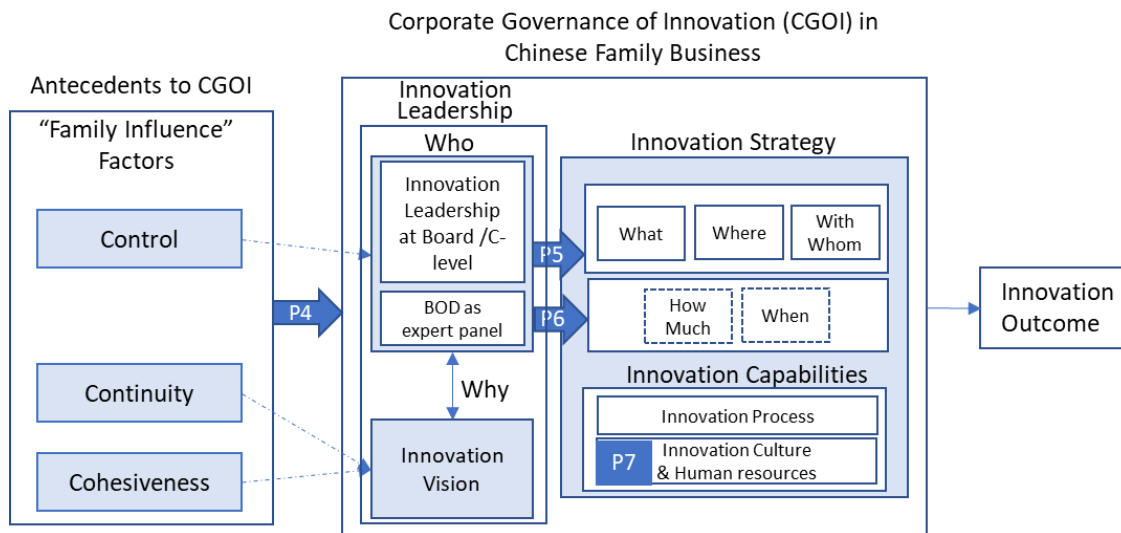 Corporate Governance of Innovation (CGOI) in
Chinese Family Business
Antecedents to CGOI
“Family Influence”
Factors
Control
Continuity
Cohesiveness
P4
Innovation
Leadership
Who
Innovation
Leadership
at Board /C-
level
BOD as
expert panel
Why
Innovation
Vision
P5
P6
Innovation Strategy
What
Where
With
Whom
How
Much
When
Innovation Capabilities
Innovation Process
P7
Innovation Culture
& Human resources
Innovation
Outcome